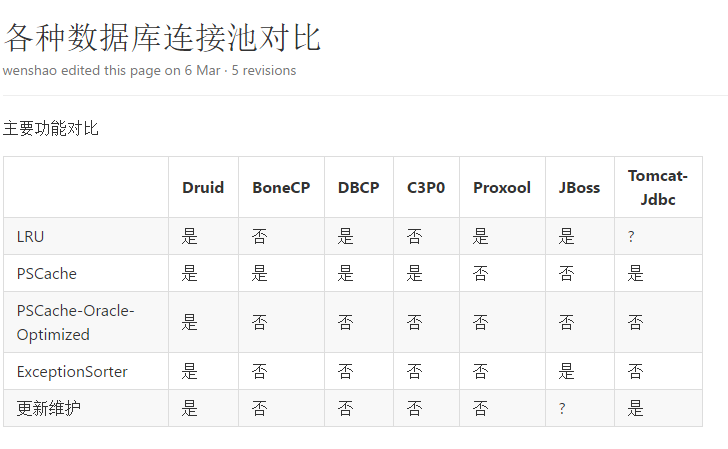 各种数据库连接池对比
wenshao edited this page on 6 Mar · 5 revisions
主要功能对比
Druid BoneCP DBCP C3P0 Proxool JBoss Tomcat-
Jdbc
LRU 是 否 是 否 是 是 ?
PSCache 是 是 是 是 否 否 是
PSCache-Oracle-
Optimized 是 否 否 否 否 否 否
ExceptionSorter 是 否 否 否 否 是 否
更新维护 是 否 否 否 否 ? 是